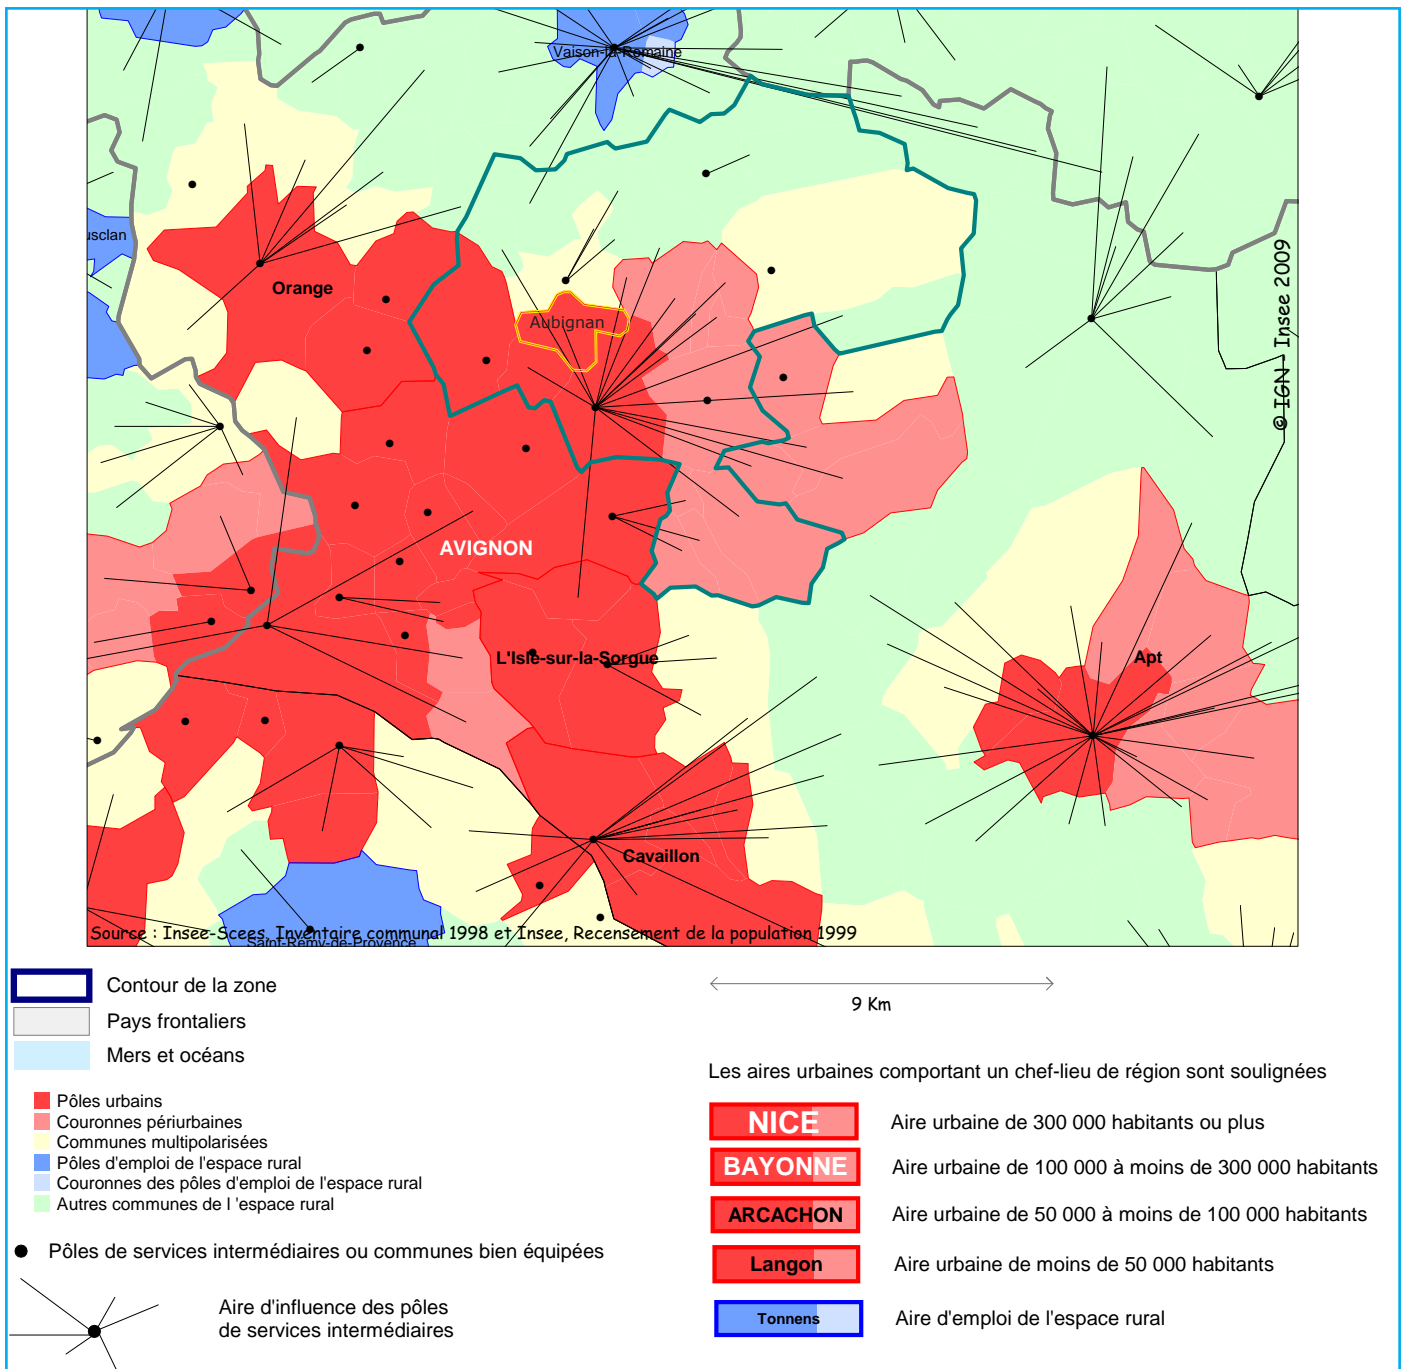 Vaison-la-Romaine
usclan
Orange
Aubignan
© IGN - Insee 2009
AVIGNON
L'Isle-sur-la-Sorgue
Apt
Cavaillon
Source : Insee-Scees, Inventaire communal 1998 et Insee, Recensement de la population 1999
Saint-Remy-de-Provence
Contour de la zone
Pays frontaliers
Mers et océans
9 Km
Pôles urbains
Couronnes périurbaines
Communes multipolarisées
Pôles d'emploi de l'espace rural
Couronnes des pôles d'emploi de l'espace rural
Autres communes de l 'espace rural
Pôles de services intermédiaires ou communes bien équipées
Aire d'influence des pôles
de services intermédiaires
Les aires urbaines comportant un chef-lieu de région sont soulignées
NICE Aire urbaine de 300 000 habitants ou plus
BAYONNE Aire urbaine de 100 000 à moins de 300 000 habitants
ARCACHON Aire urbaine de 50 000 à moins de 100 000 habitants
Langon Aire urbaine de moins de 50 000 habitants
Tonnens Aire d'emploi de l'espace rural